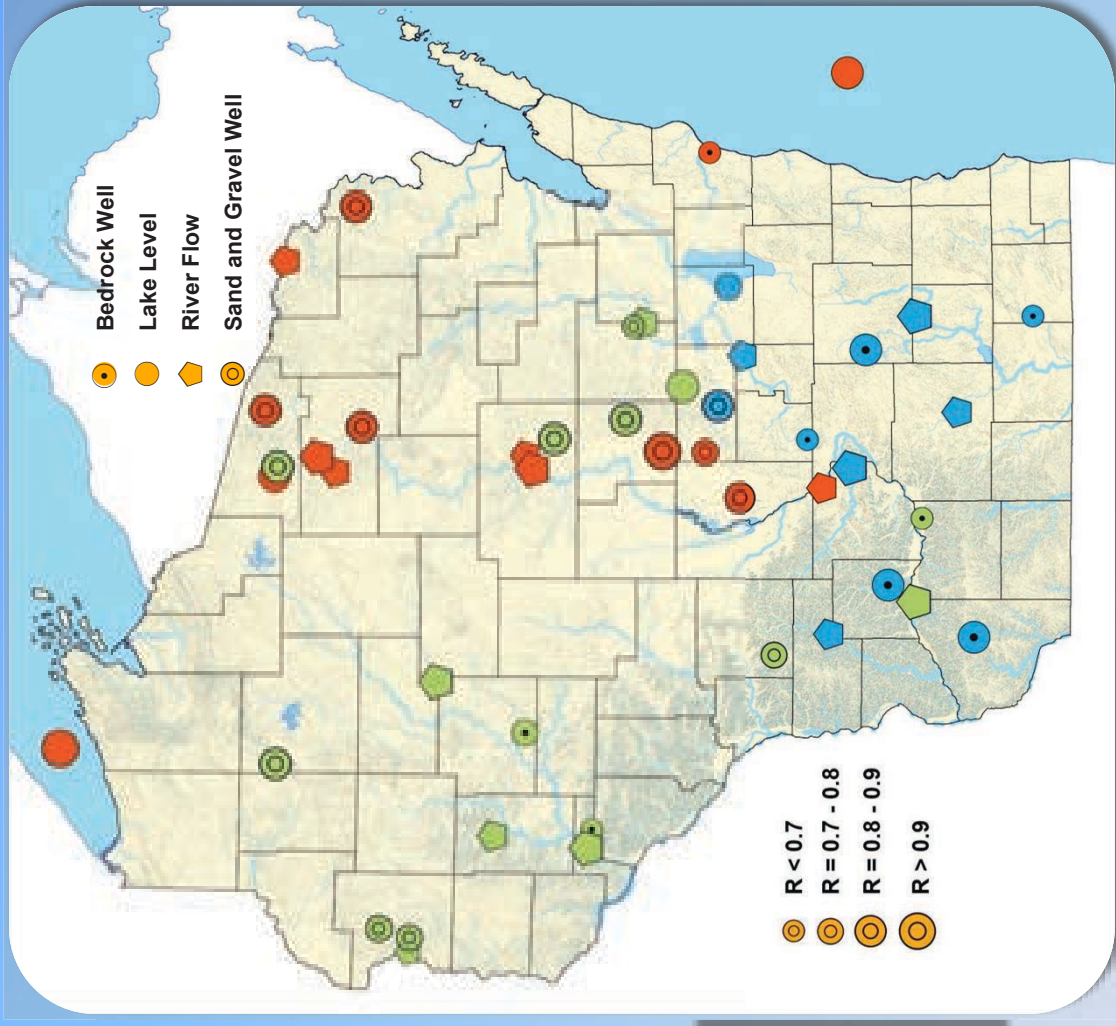 Bedrock Well
Lake Level
River Flow
Sand and Gravel Well
R < 0.7
R = 0.7 - 0.8
R = 0.8 - 0.9
R > 0.9